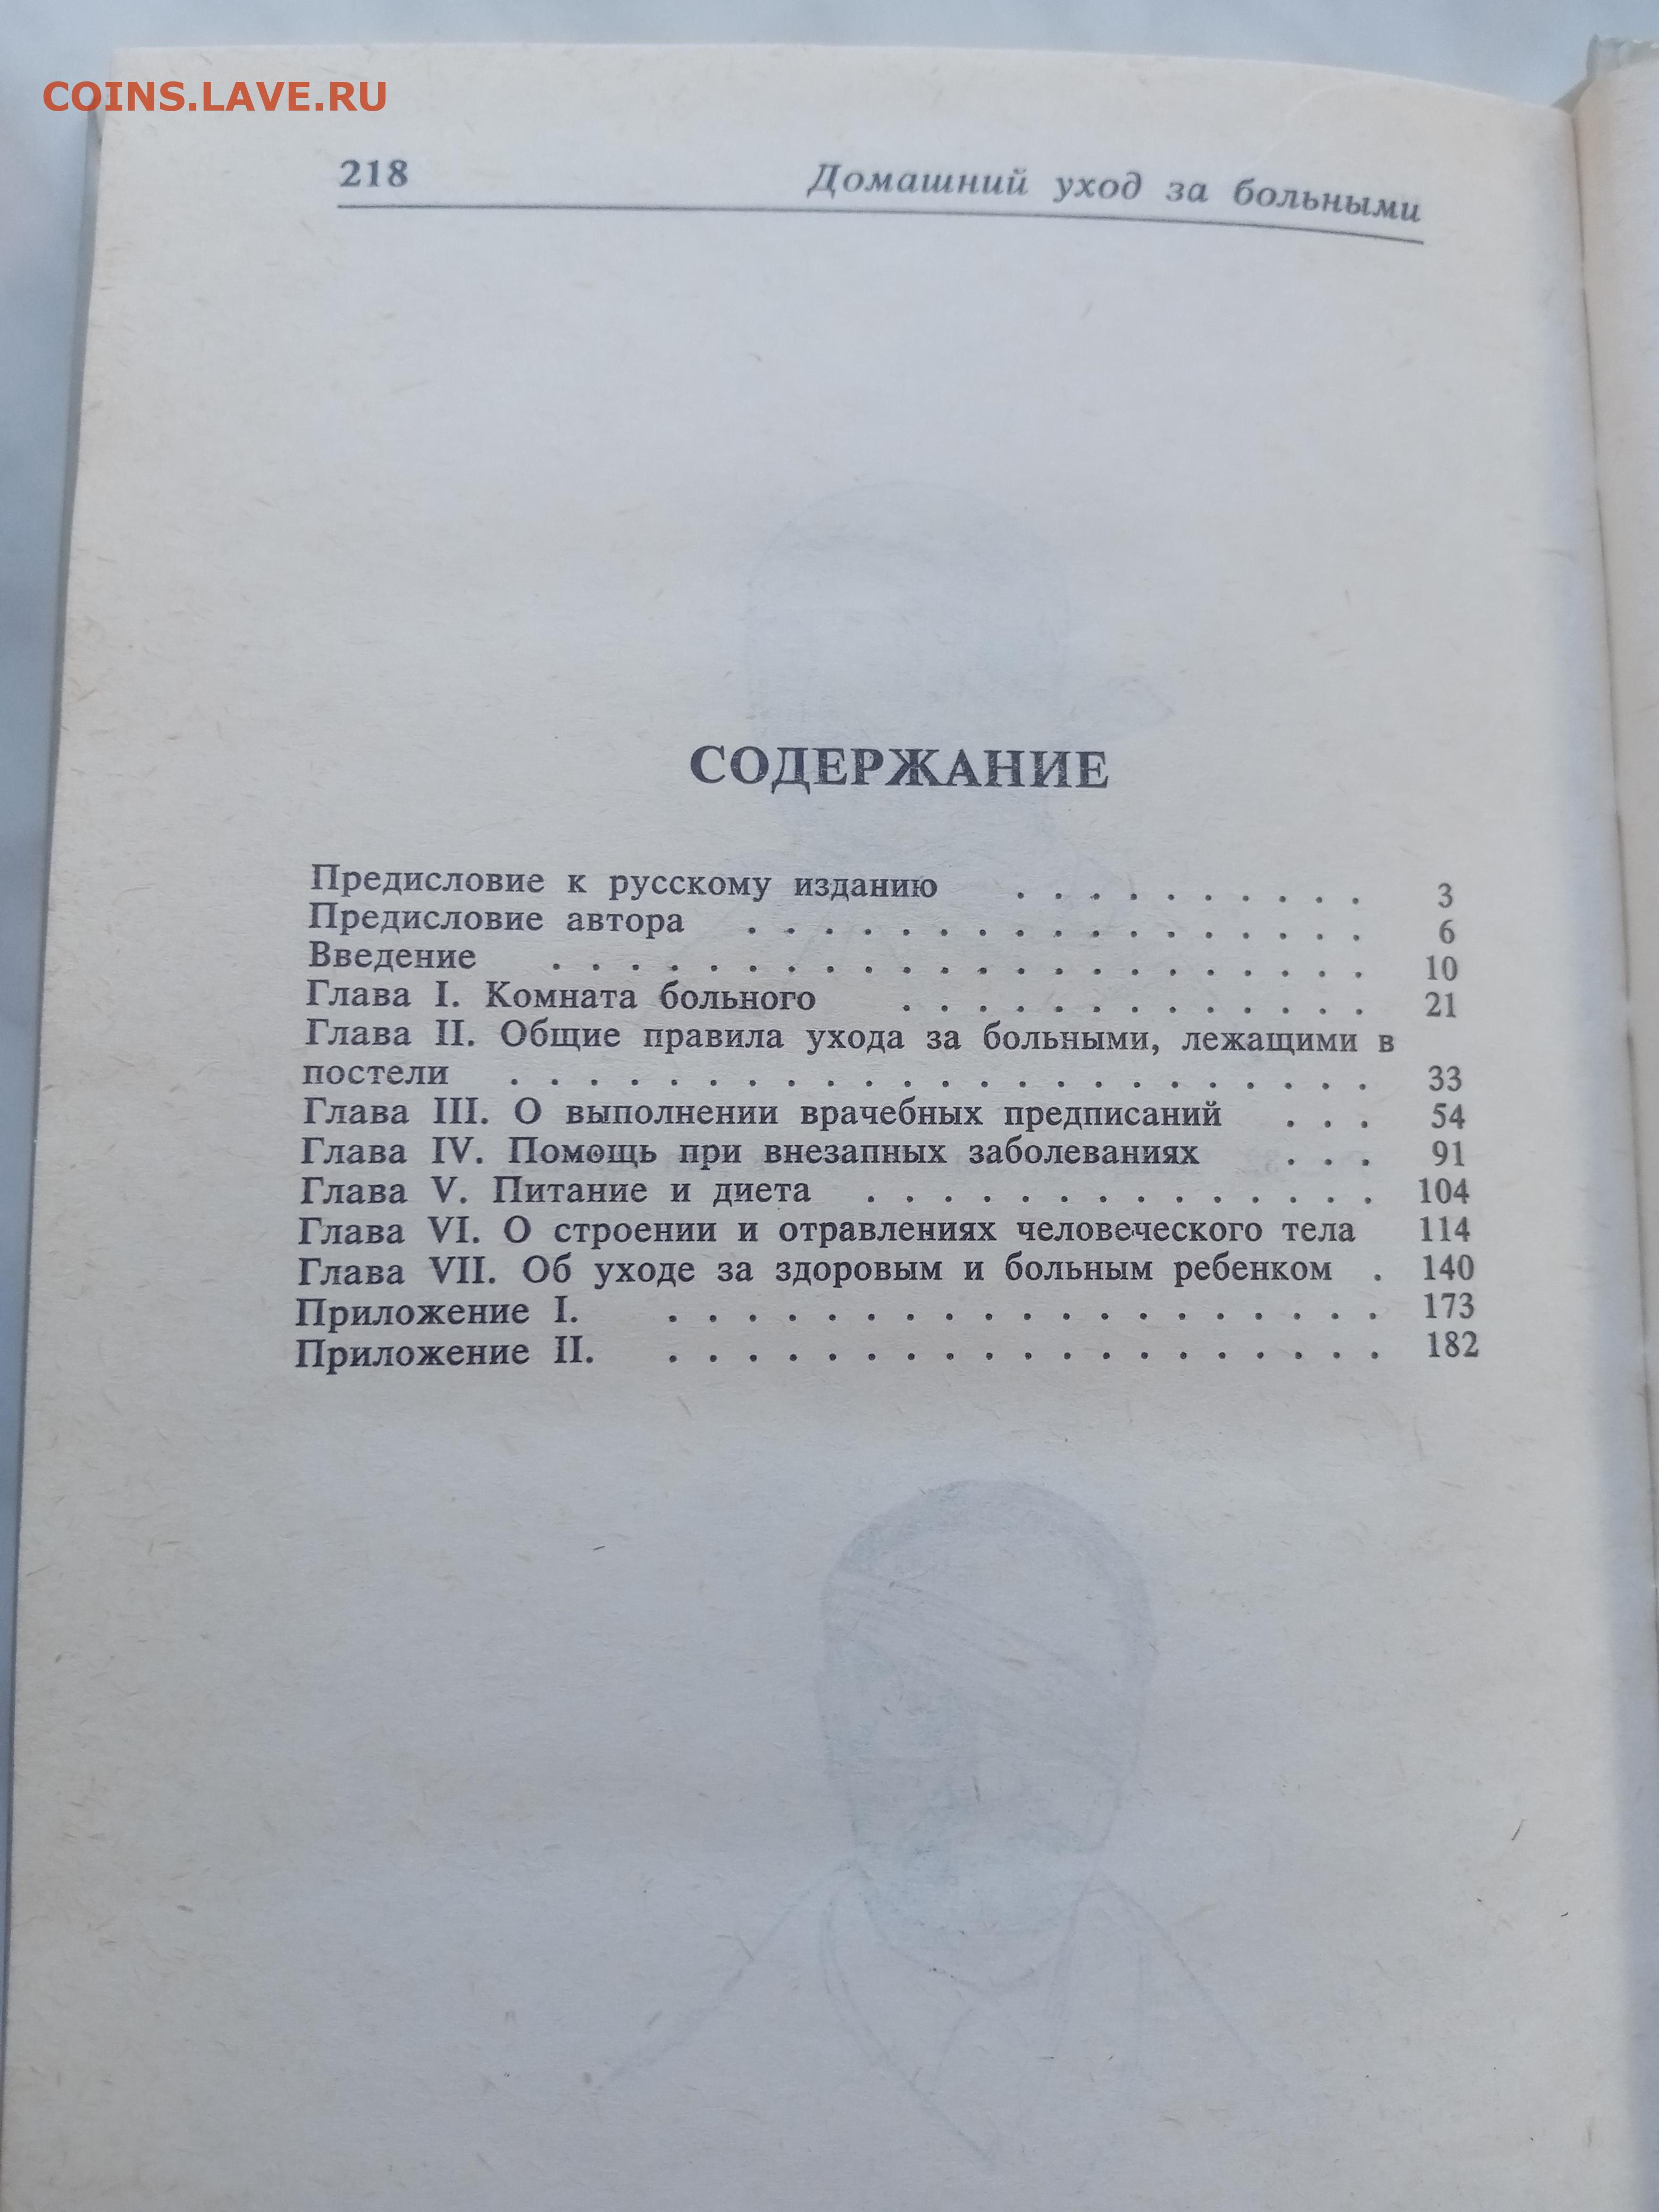 COINS.LAVE.RU
218 Домашний уход за больными
СОДЕРЖАНИЕ
Предисловие к русскому изданию . . . . . . . . . . 3
Предисловие автора . . . . . . . . . . . . . . . . . 6
Введение . . . . . . . . . . . . . . . . . . . . . 10
Глава I. Комната больного . . . . . . . . . . . . . 21
Глава II. Общие правила ухода за больными, лежащими в
постели . . . . . . . . . . . . . . . . . . . . . . . 33
Глава III. О выполнении врачебных предписаний . . . 54
Глава IV. Помощь при внезапных заболеваниях . . . 91
Глава V. Питание и диета . . . . . . . . . . . . . . 104
Глава VI. О строении и отравлениях человеческого тела 114
Глава VII. Об уходе за здоровым и больным ребенком . 140
Приложение I. . . . . . . . . . . . . . . . . . . . 173
Приложение II. . . . . . . . . . . . . . . . . . . . 182